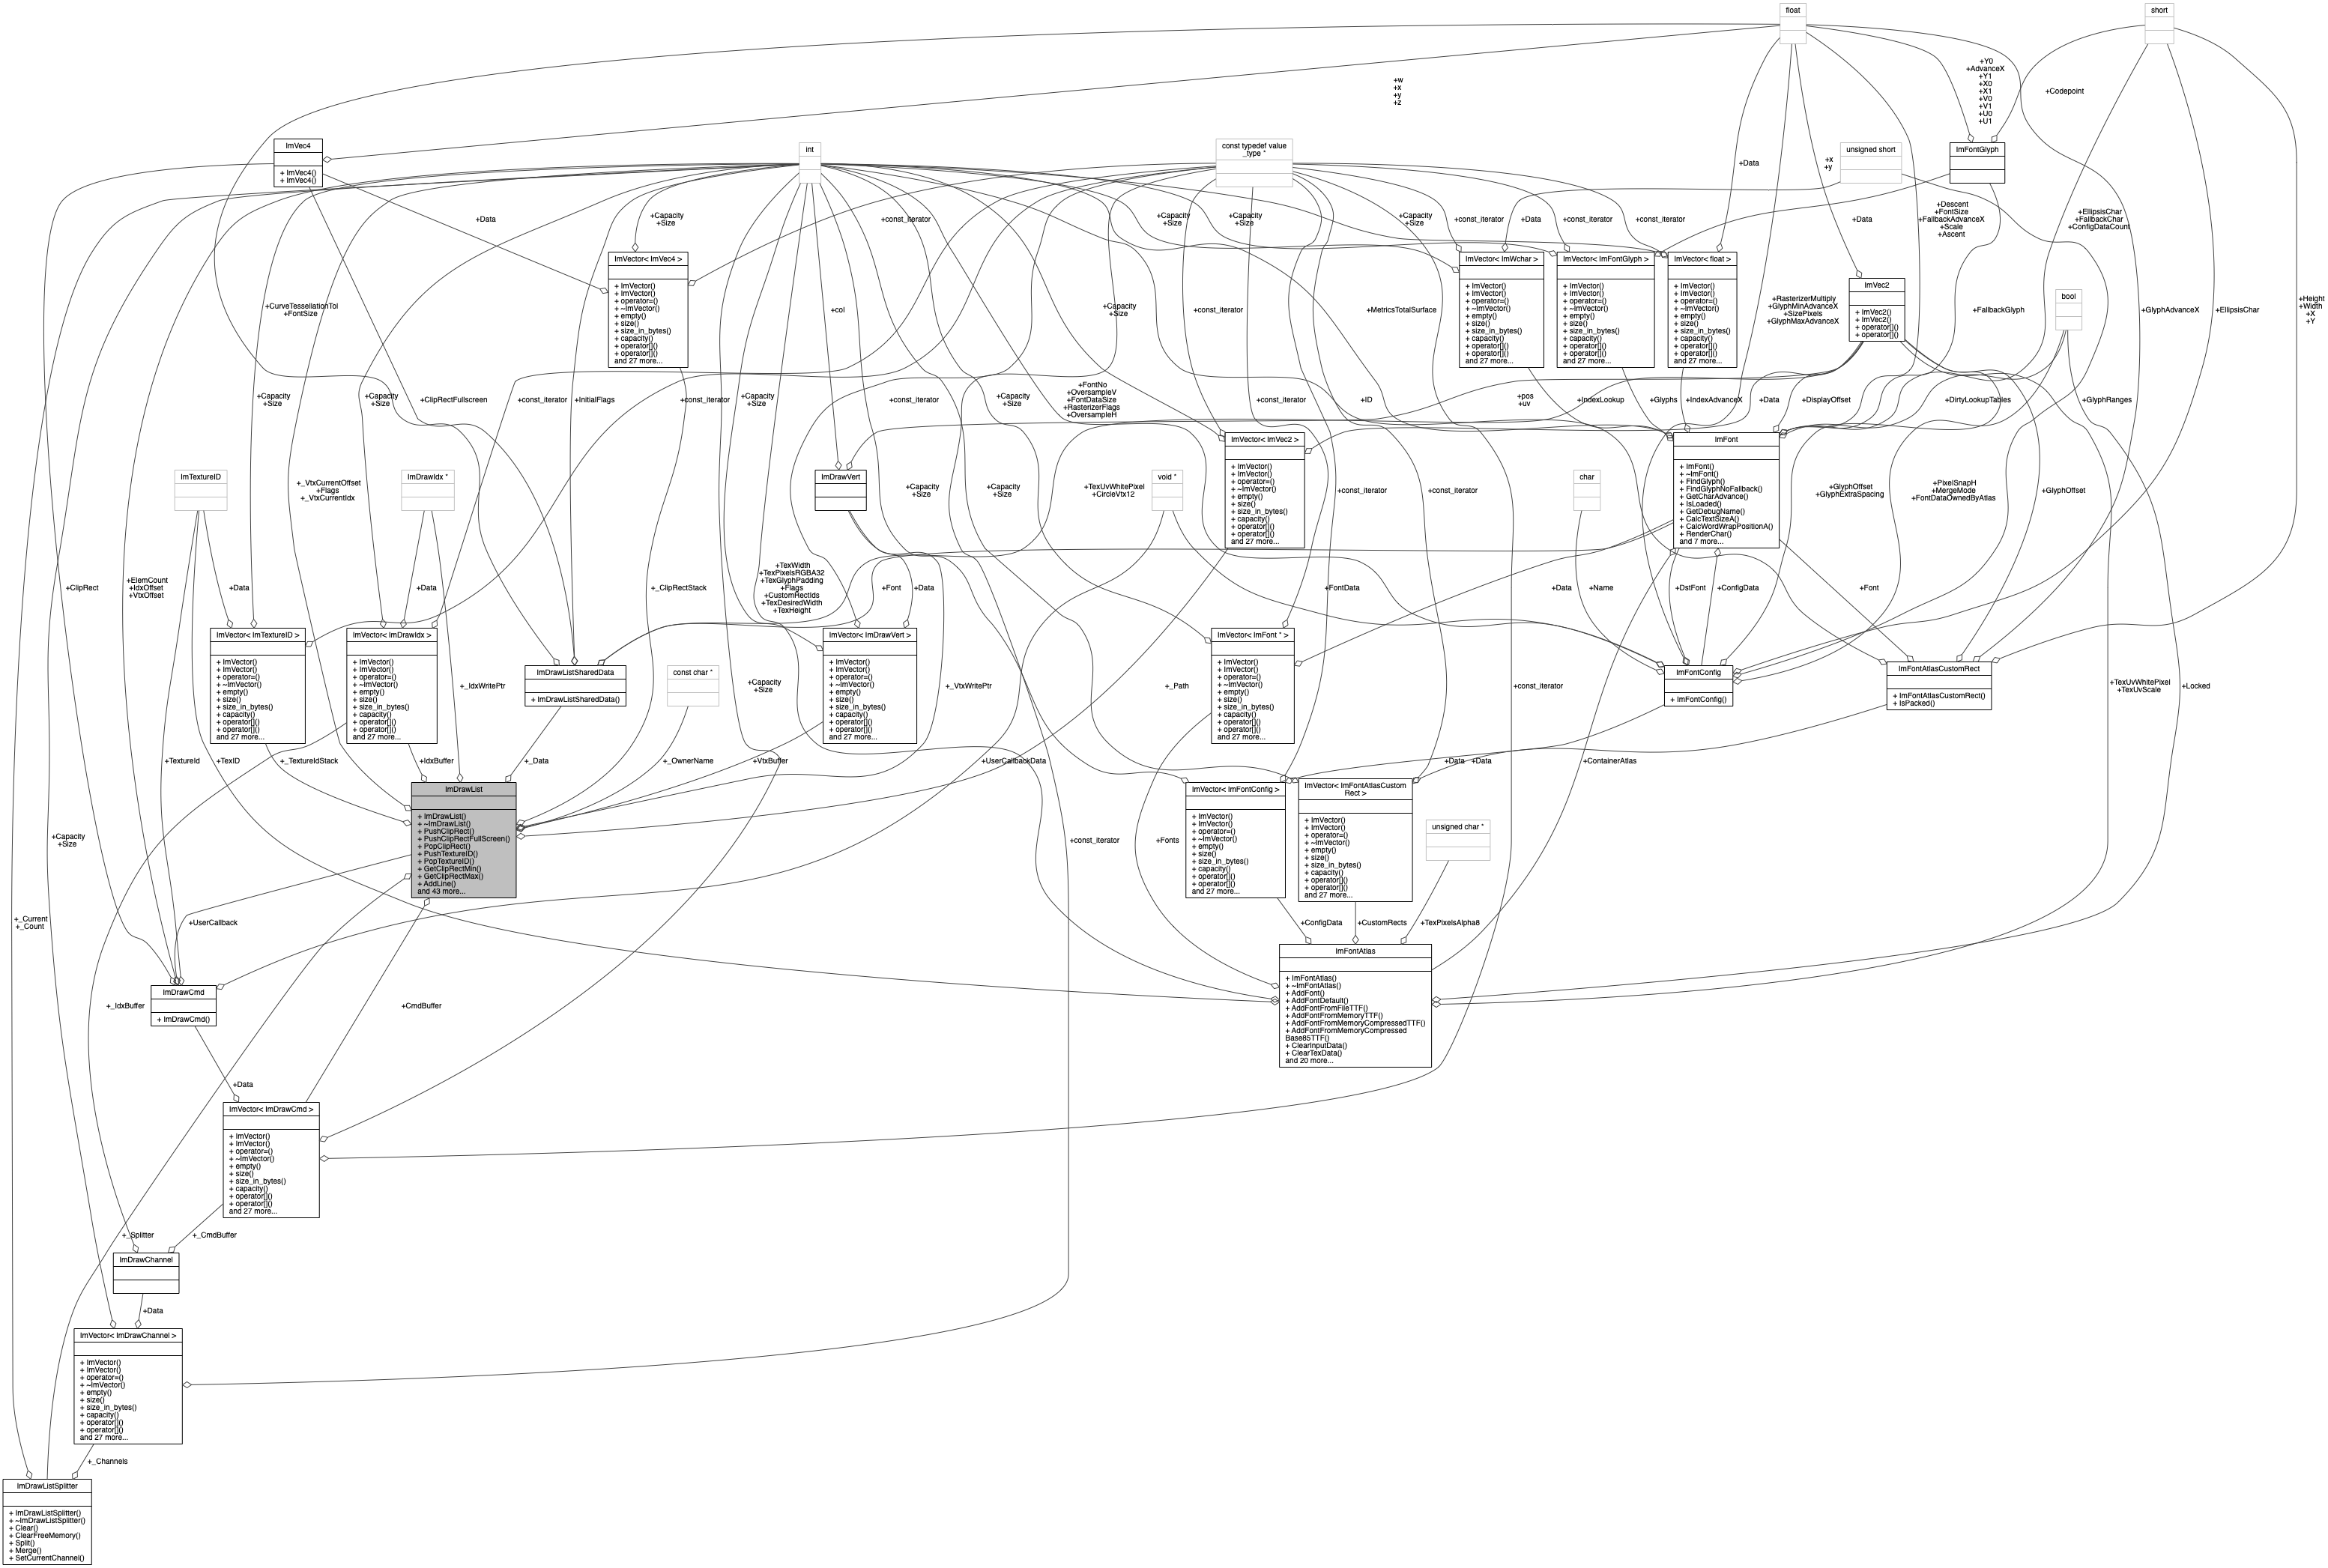 float
short
+Y0
+AdvanceX
+Y1
+X0
+X1
+V0
+V1
+U0
+U1
+w
+x
+y
+z
+Codepoint
ImVec4
+ ImVec4()
+ ImVec4()
int
const typedef value
_type *
unsigned short
ImFontGlyph
+x
+y
+Data
+Data
+Capacity
+Size
+const_iterator
+Capacity
+Size
+Capacity
+Size
+Capacity
+Size
+const_iterator
+Data
+const_iterator
+const_iterator
+Data
+Descent
+FontSize
+FallbackAdvanceX
+Scale
+Ascent
+EllipsisChar
+FallbackChar
+ConfigDataCount
ImVector< ImVec4 >
+ ImVector()
+ ImVector()
+ operator=()
+ ~ImVector()
+ empty()
+ size()
+ size_in_bytes()
+ capacity()
+ operator[]()
+ operator[]()
and 27 more...
ImVector< ImWchar >
+ ImVector()
+ ImVector()
+ operator=()
+ ~ImVector()
+ empty()
+ size()
+ size_in_bytes()
+ capacity()
+ operator[]()
+ operator[]()
and 27 more...
ImVector< ImFontGlyph >
+ ImVector()
+ ImVector()
+ operator=()
+ ~ImVector()
+ empty()
+ size()
+ size_in_bytes()
+ capacity()
+ operator[]()
+ operator[]()
and 27 more...
ImVector< float >
+ ImVector()
+ ImVector()
+ operator=()
+ ~ImVector()
+ empty()
+ size()
+ size_in_bytes()
+ capacity()
+ operator[]()
+ operator[]()
and 27 more...
ImVec2
+ ImVec2()
+ ImVec2()
+ operator[]()
+ operator[]()
bool
+CurveTessellationTol
+FontSize
+col
+Capacity
+Size
+const_iterator
+MetricsTotalSurface
+RasterizerMultiply
+GlyphMinAdvanceX
+SizePixels
+GlyphMaxAdvanceX
+FallbackGlyph
+GlyphAdvanceX
+EllipsisChar
+Height
+Width
+X
+Y
+ClipRectFullscreen
+Capacity
+Size
+Capacity
+Size
+const_iterator
+InitialFlags
+const_iterator
+Capacity
+Size
+const_iterator
+Capacity
+Size
+FontNo
+OversampleV
+FontDataSize
+RasterizerFlags
+OversampleH
+const_iterator
+ID
+pos
+uv
+IndexLookup
+Glyphs
+IndexAdvanceX
+Data
+DisplayOffset
+DirtyLookupTables
+GlyphRanges
ImVector< ImVec2 >
+ ImVector()
+ ImVector()
+ operator=()
+ ~ImVector()
+ empty()
+ size()
+ size_in_bytes()
+ capacity()
+ operator[]()
+ operator[]()
and 27 more...
ImFont
+ ImFont()
+ ~ImFont()
+ FindGlyph()
+ FindGlyphNoFallback()
+ GetCharAdvance()
+ IsLoaded()
+ GetDebugName()
+ CalcTextSizeA()
+ CalcWordWrapPositionA()
+ RenderChar()
and 7 more...
ImTextureID
ImDrawIdx *
ImDrawVert
void *
char
+_VtxCurrentOffset
+Flags
+_VtxCurrentIdx
+Capacity
+Size
+Capacity
+Size
+TexUvWhitePixel
+CircleVtx12
+const_iterator
+const_iterator
+GlyphOffset
+GlyphExtraSpacing
+PixelSnapH
+MergeMode
+FontDataOwnedByAtlas
+GlyphOffset
+ClipRect
+ElemCount
+IdxOffset
+VtxOffset
+Data
+Data
+_ClipRectStack
+TexWidth
+TexPixelsRGBA32
+TexGlyphPadding
+Flags
+CustomRectIds
+TexDesiredWidth
+TexHeight
+Font
+Data
+FontData
+Data
+Name
+DstFont
+ConfigData
+Font
ImVector< ImTextureID >
+ ImVector()
+ ImVector()
+ operator=()
+ ~ImVector()
+ empty()
+ size()
+ size_in_bytes()
+ capacity()
+ operator[]()
+ operator[]()
and 27 more...
ImVector< ImDrawIdx >
+ ImVector()
+ ImVector()
+ operator=()
+ ~ImVector()
+ empty()
+ size()
+ size_in_bytes()
+ capacity()
+ operator[]()
+ operator[]()
and 27 more...
+_IdxWritePtr
ImDrawListSharedData
+ ImDrawListSharedData()
const char *
+Capacity
+Size
ImVector< ImDrawVert >
+ ImVector()
+ ImVector()
+ operator=()
+ ~ImVector()
+ empty()
+ size()
+ size_in_bytes()
+ capacity()
+ operator[]()
+ operator[]()
and 27 more...
+_VtxWritePtr
+_Path
ImVector< ImFont * >
+ ImVector()
+ ImVector()
+ operator=()
+ ~ImVector()
+ empty()
+ size()
+ size_in_bytes()
+ capacity()
+ operator[]()
+ operator[]()
and 27 more...
+const_iterator
ImFontConfig
+ ImFontConfig()
ImFontAtlasCustomRect
+ ImFontAtlasCustomRect()
+ IsPacked()
+TexUvWhitePixel
+TexUvScale
+Locked
+TextureId
+TexID
+_TextureIdStack
+IdxBuffer
+_Data
+_OwnerName
+VtxBuffer
+UserCallbackData
+Data
+Data
+ContainerAtlas
ImDrawList
+ ImDrawList()
+ ~ImDrawList()
+ PushClipRect()
+ PushClipRectFullScreen()
+ PopClipRect()
+ PushTextureID()
+ PopTextureID()
+ GetClipRectMin()
+ GetClipRectMax()
+ AddLine()
and 43 more...
ImVector< ImFontConfig >
+ ImVector()
+ ImVector()
+ operator=()
+ ~ImVector()
+ empty()
+ size()
+ size_in_bytes()
+ capacity()
+ operator[]()
+ operator[]()
and 27 more...
ImVector< ImFontAtlasCustom
Rect >
+ ImVector()
+ ImVector()
+ operator=()
+ ~ImVector()
+ empty()
+ size()
+ size_in_bytes()
+ capacity()
+ operator[]()
+ operator[]()
and 27 more...
unsigned char *
+Capacity
+Size
+const_iterator
+Fonts
+_Current
+_Count
+UserCallback
+ConfigData
+CustomRects
+TexPixelsAlpha8
ImFontAtlas
+ ImFontAtlas()
+ ~ImFontAtlas()
+ AddFont()
+ AddFontDefault()
+ AddFontFromFileTTF()
+ AddFontFromMemoryTTF()
+ AddFontFromMemoryCompressedTTF()
+ AddFontFromMemoryCompressed
Base85TTF()
+ ClearInputData()
+ ClearTexData()
and 20 more...
ImDrawCmd
+ ImDrawCmd()
+_IdxBuffer
+CmdBuffer
+Data
ImVector< ImDrawCmd >
+ ImVector()
+ ImVector()
+ operator=()
+ ~ImVector()
+ empty()
+ size()
+ size_in_bytes()
+ capacity()
+ operator[]()
+ operator[]()
and 27 more...
+_Splitter
+_CmdBuffer
ImDrawChannel
+Data
ImVector< ImDrawChannel >
+ ImVector()
+ ImVector()
+ operator=()
+ ~ImVector()
+ empty()
+ size()
+ size_in_bytes()
+ capacity()
+ operator[]()
+ operator[]()
and 27 more...
+_Channels
ImDrawListSplitter
+ ImDrawListSplitter()
+ ~ImDrawListSplitter()
+ Clear()
+ ClearFreeMemory()
+ Split()
+ Merge()
+ SetCurrentChannel()